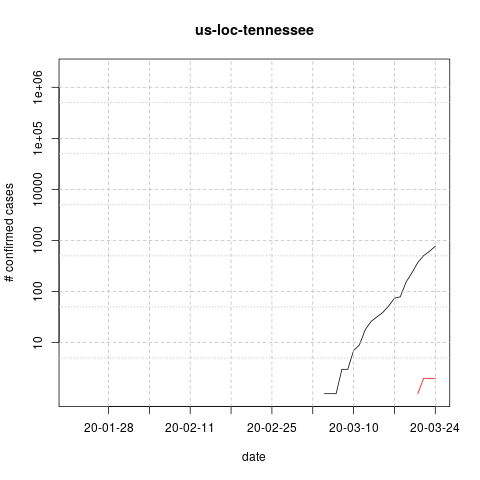 us-loc-tennessee
# confirmed cases
1e+06
1e+05
10000
1000
100
10
20-01-28
20-02-11
20-02-25
20-03-10
20-03-24
date